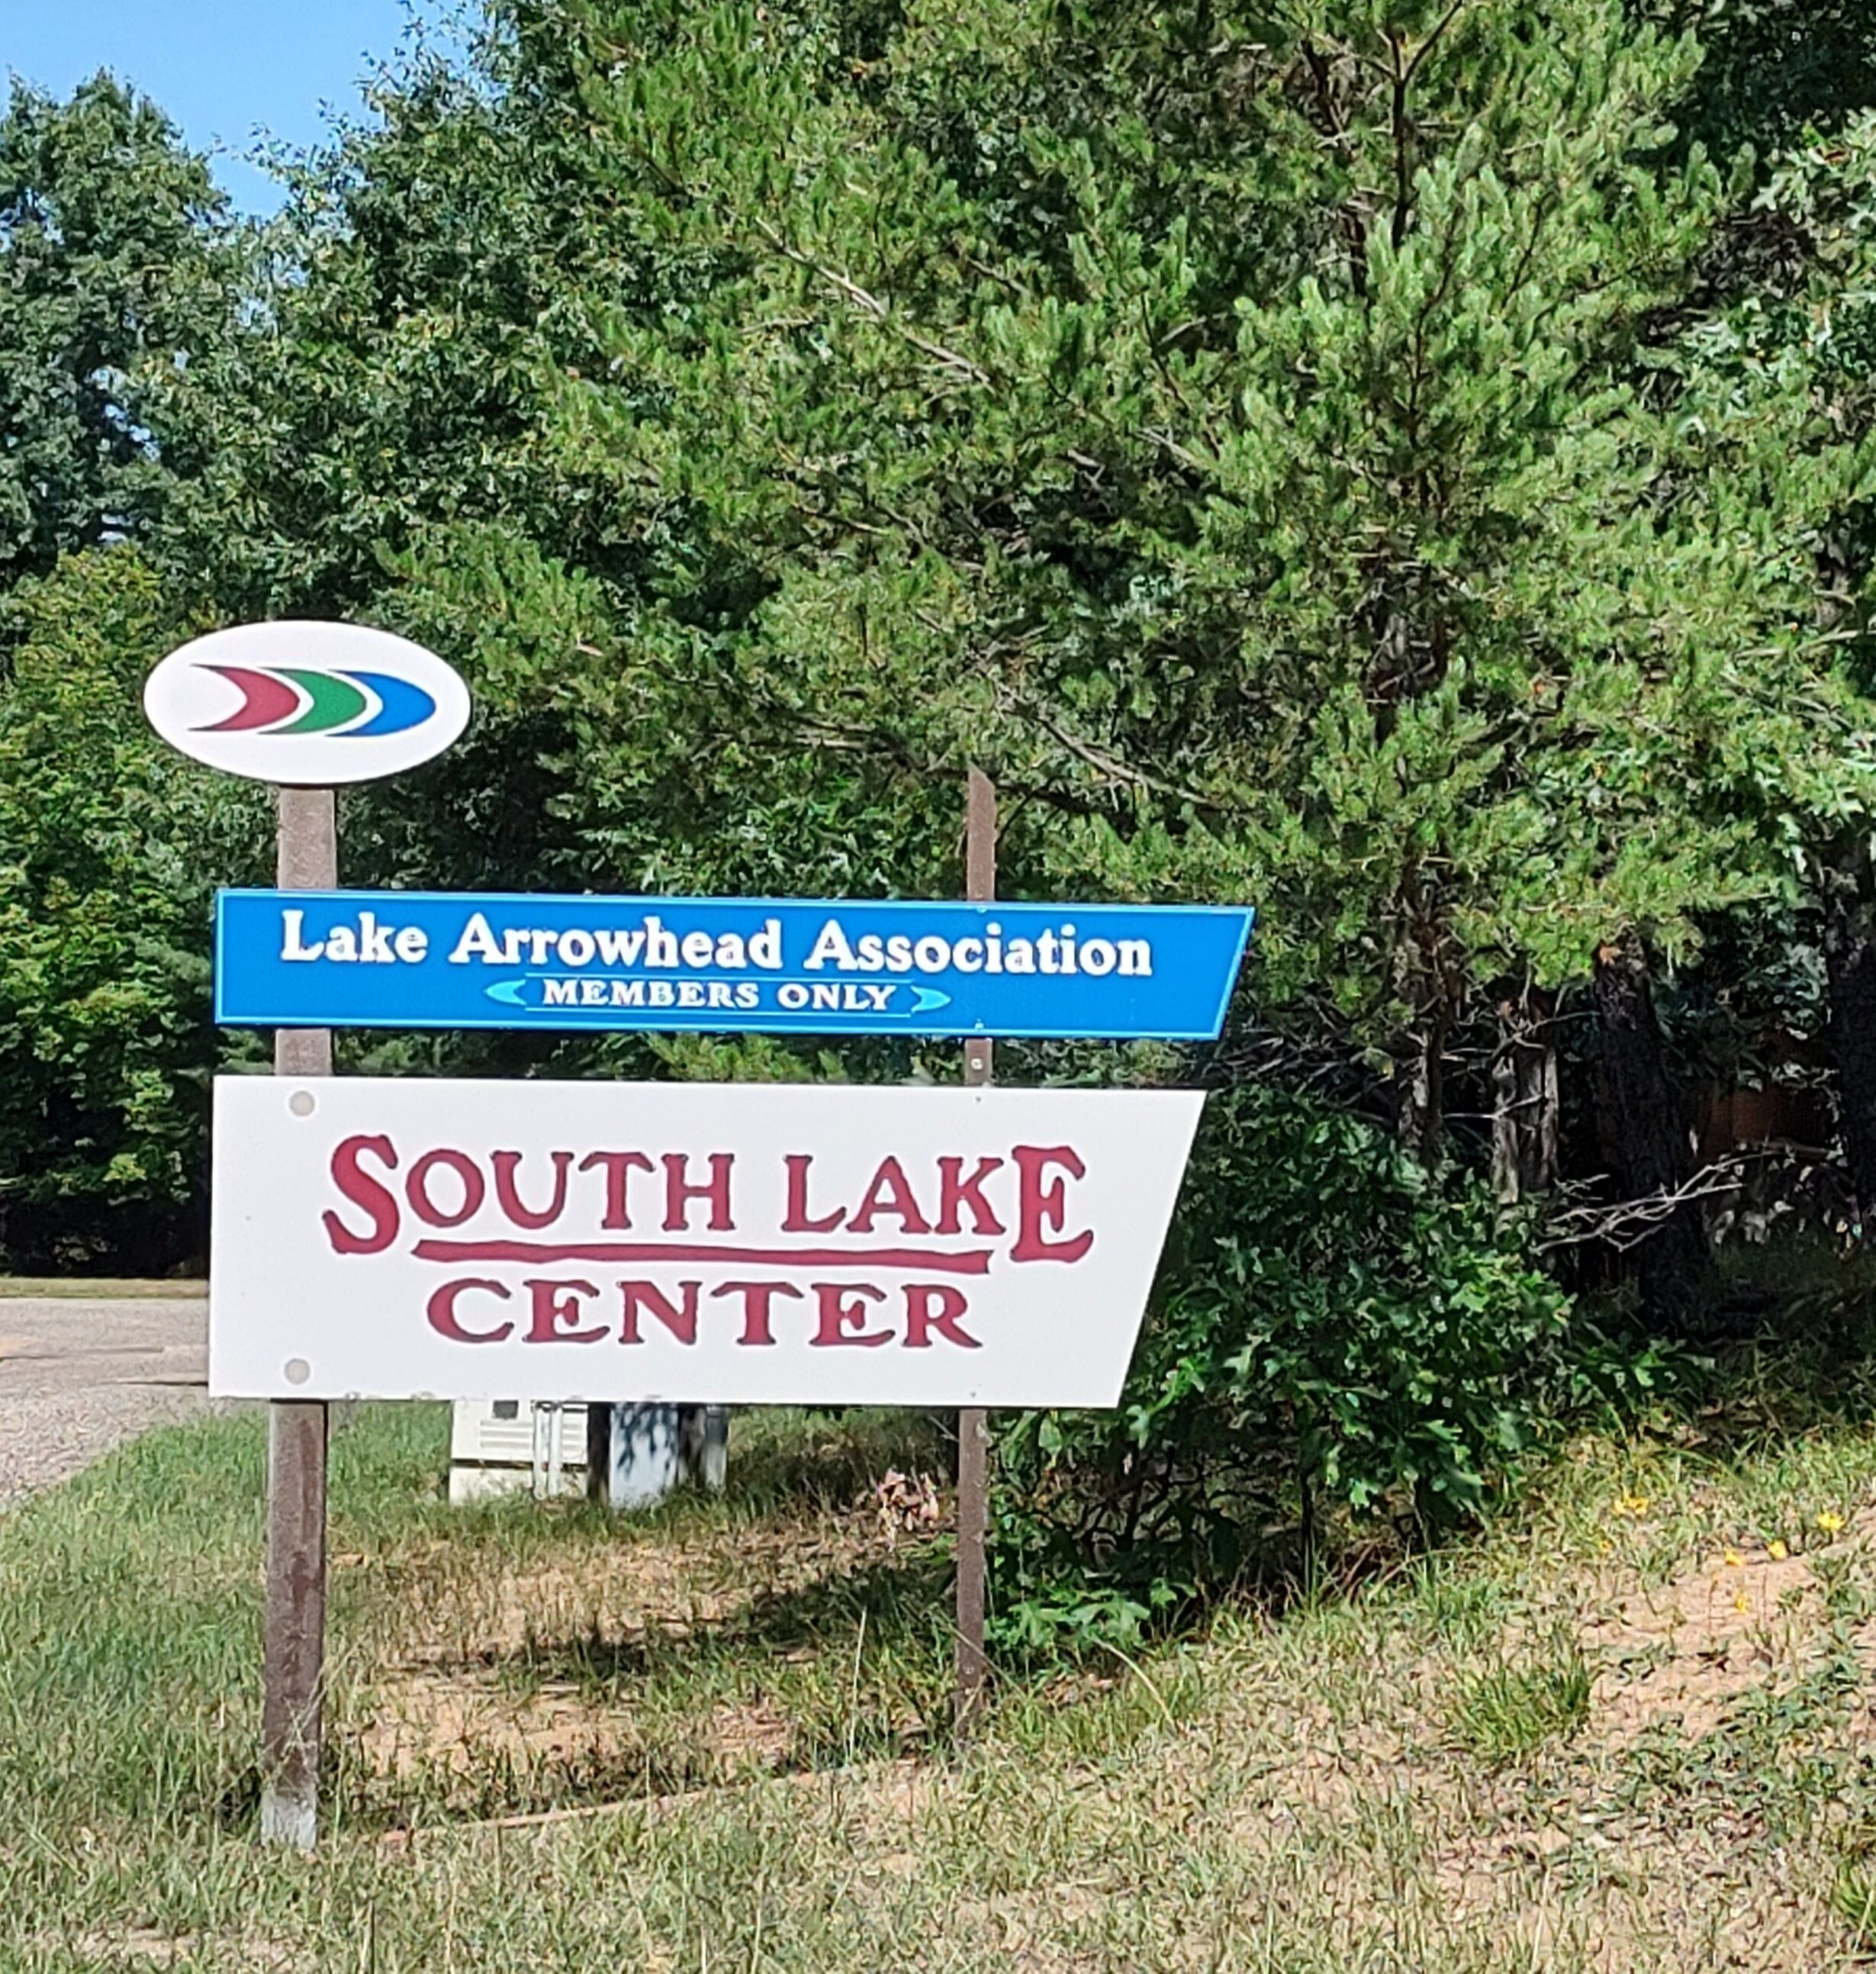 Lake Arrowhead Association
MEMBERS ONLY
SOUTH LAKE
CENTER